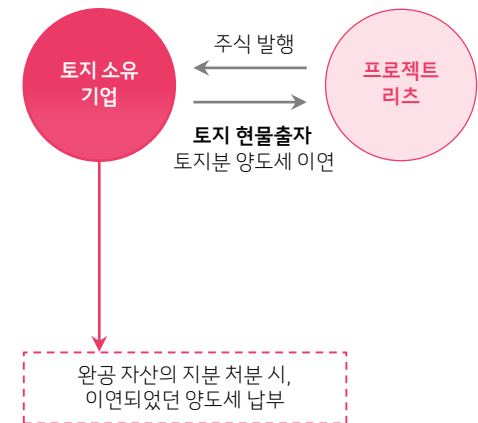 토지 소유
기업
주식 발행
프로젝트
리츠
토지 현물출자
토지분 양도세 이연
완공 자산의 지분 처분 시,
이연되었던 양도세 납부